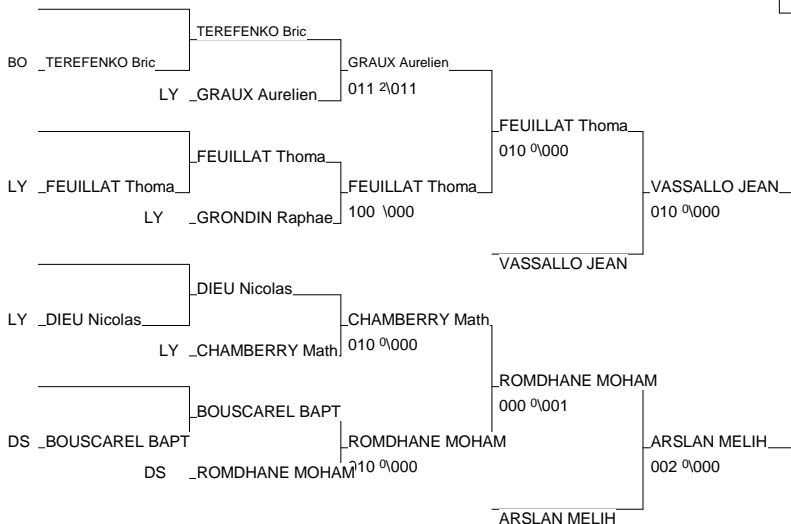 TEREFENKO Bric
BO TEREFENKO Bric GRAUX Aurelien
LY GRAUX Aurelien 011 2\011
FEUILLAT Thoma
010 0\000
FEUILLAT Thoma
LY FEUILLAT Thoma FEUILLAT Thoma VASSALLO JEAN
LY GRONDIN Raphae 100 \000 010 0\000
VASSALLO JEAN
DIEU Nicolas
LY DIEU Nicolas CHAMBERRY Math
LY CHAMBERRY Math 010 0\000
ROMDHANE MOHAM
000 0\001
BOUSCAREL BAPT
DS BOUSCAREL BAPT ROMDHANE MOHAM ARSLAN MELIH
DS ROMDHANE MOHAM 010 0\000 002 0\000
ARSLAN MELIH